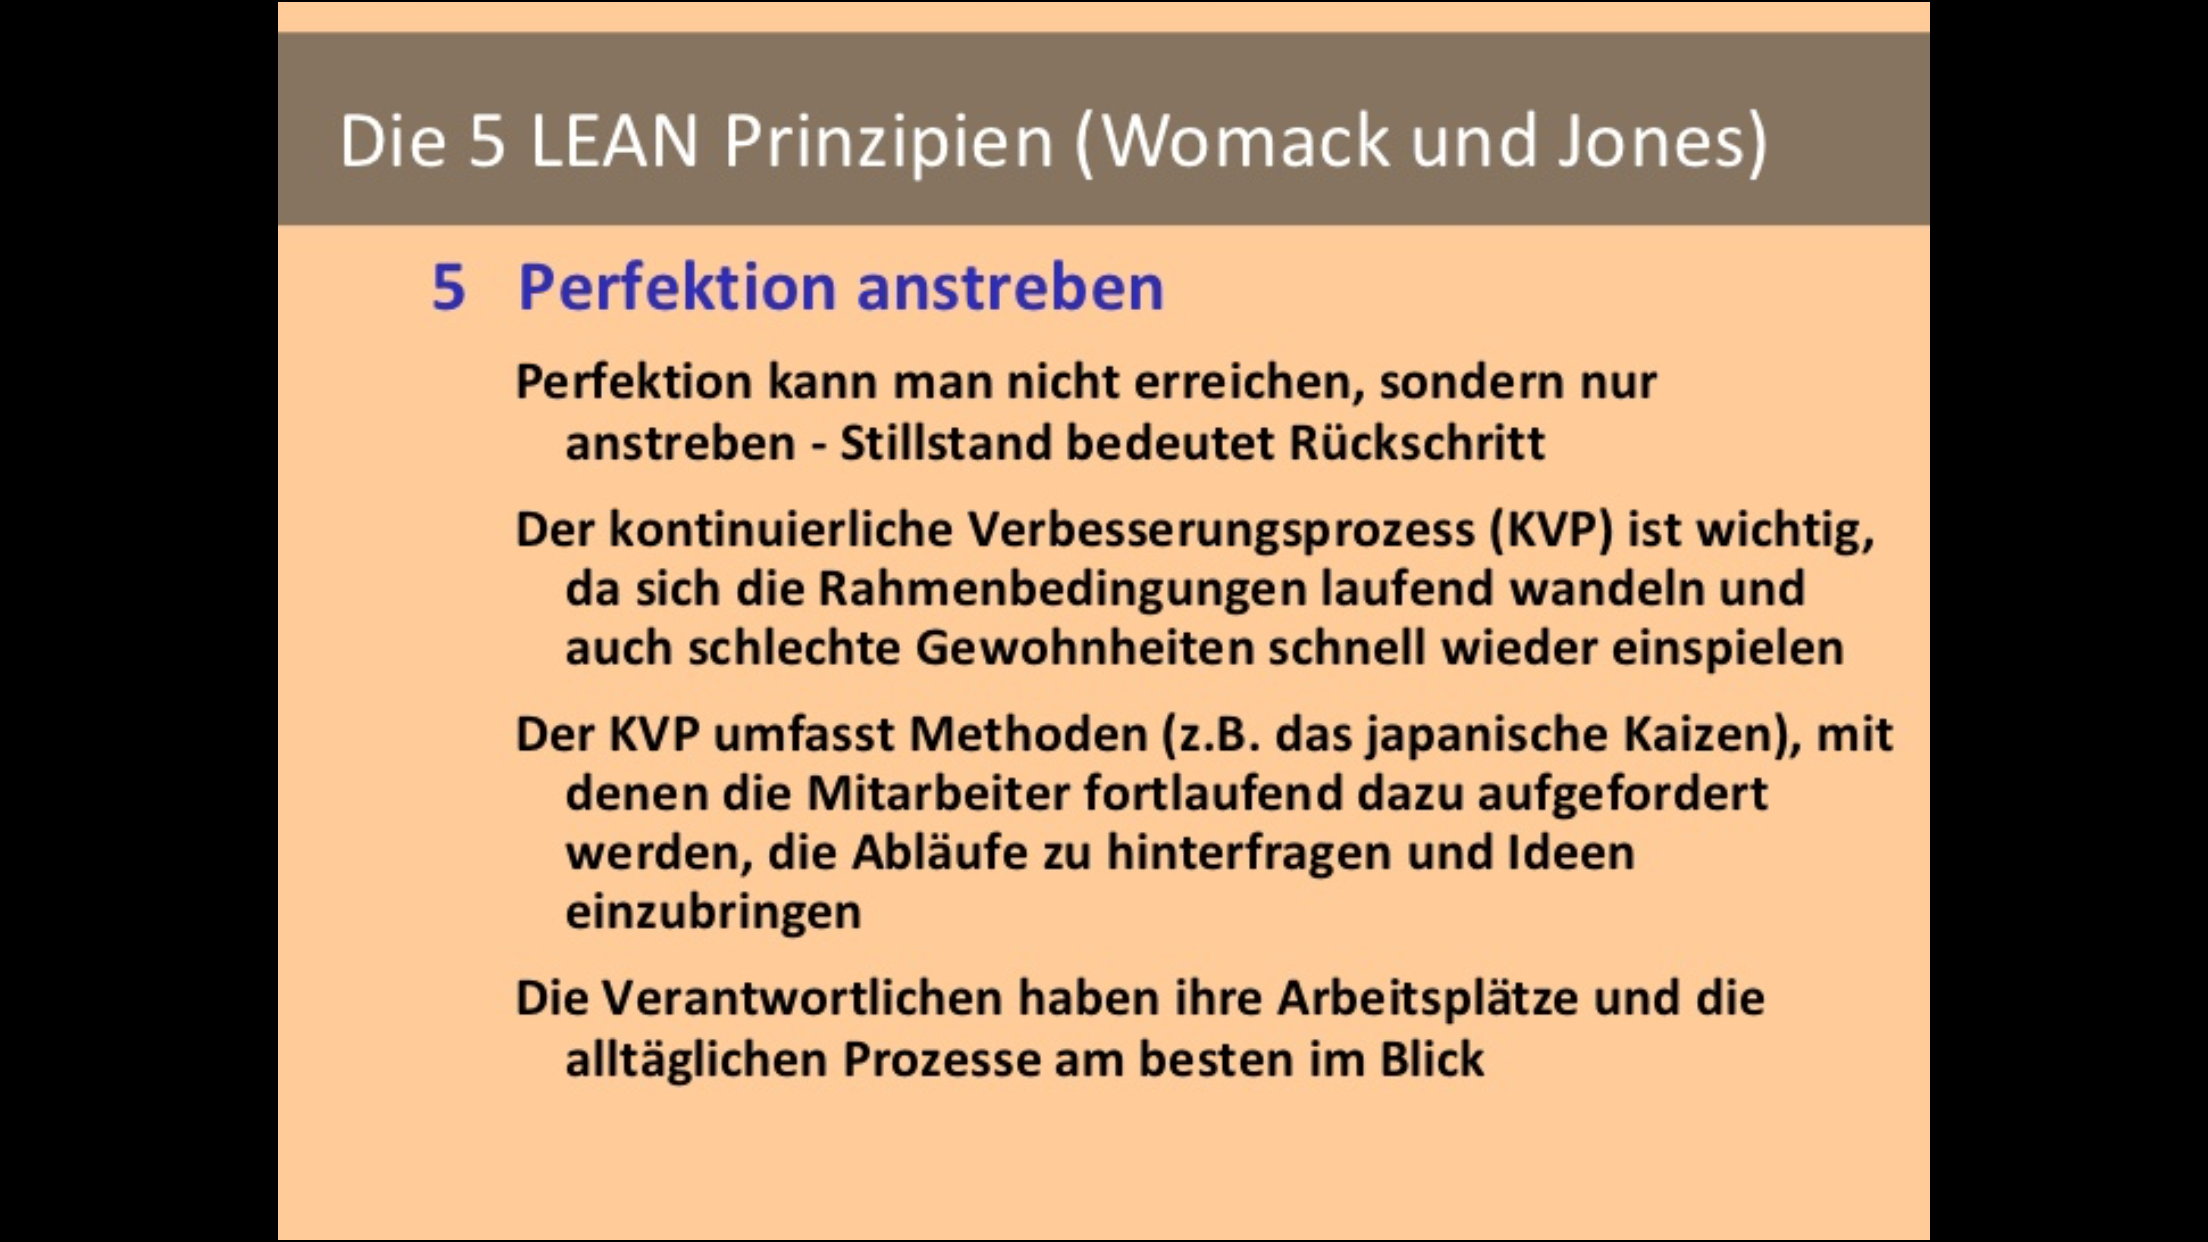 Die 5 LEAN Prinzipien (Womack und Jones)
5 Perfektion anstreben
Perfektion kann man nicht erreichen, sondern nur
anstreben - Stillstand bedeutet Rückschritt
Der kontinuierliche Verbesserungsprozess (KVP) ist wichtig,
da sich die Rahmenbedingungen laufend wandeln und
auch schlechte Gewohnheiten schnell wieder einspielen
Der KVP umfasst Methoden (z.B. das japanische Kaizen), mit
denen die Mitarbeiter fortlaufend dazu aufgefordert
werden, die Abläufe zu hinterfragen und Ideen
einzubringen
Die Verantwortlichen haben ihre Arbeitsplätze und die
alltäglichen Prozesse am besten im Blick